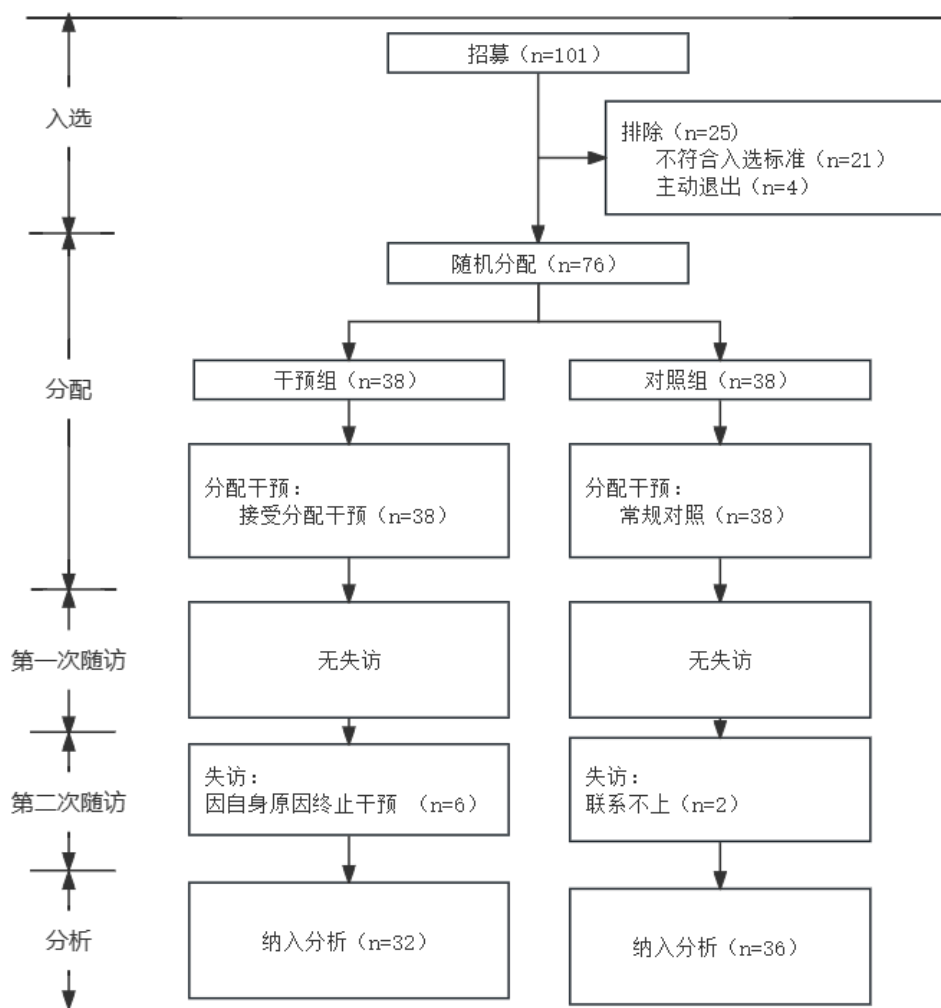 招募（n=101）
入选
排除（n=25)
不符合入选标准（n=21）
主动退出（n=4）
随机分配（n=76）
分配
干预组（n=38）
对照组（n=38）
分配干预：
接受分配干预（n=38）
分配干预：
常规对照（n=38）
第一次随访
无失访
无失访
第二次随访
失访：
因自身原因终止干预 （n=6）
失访：
联系不上（n=2）
分析
纳入分析（n=32）
纳入分析（n=36）